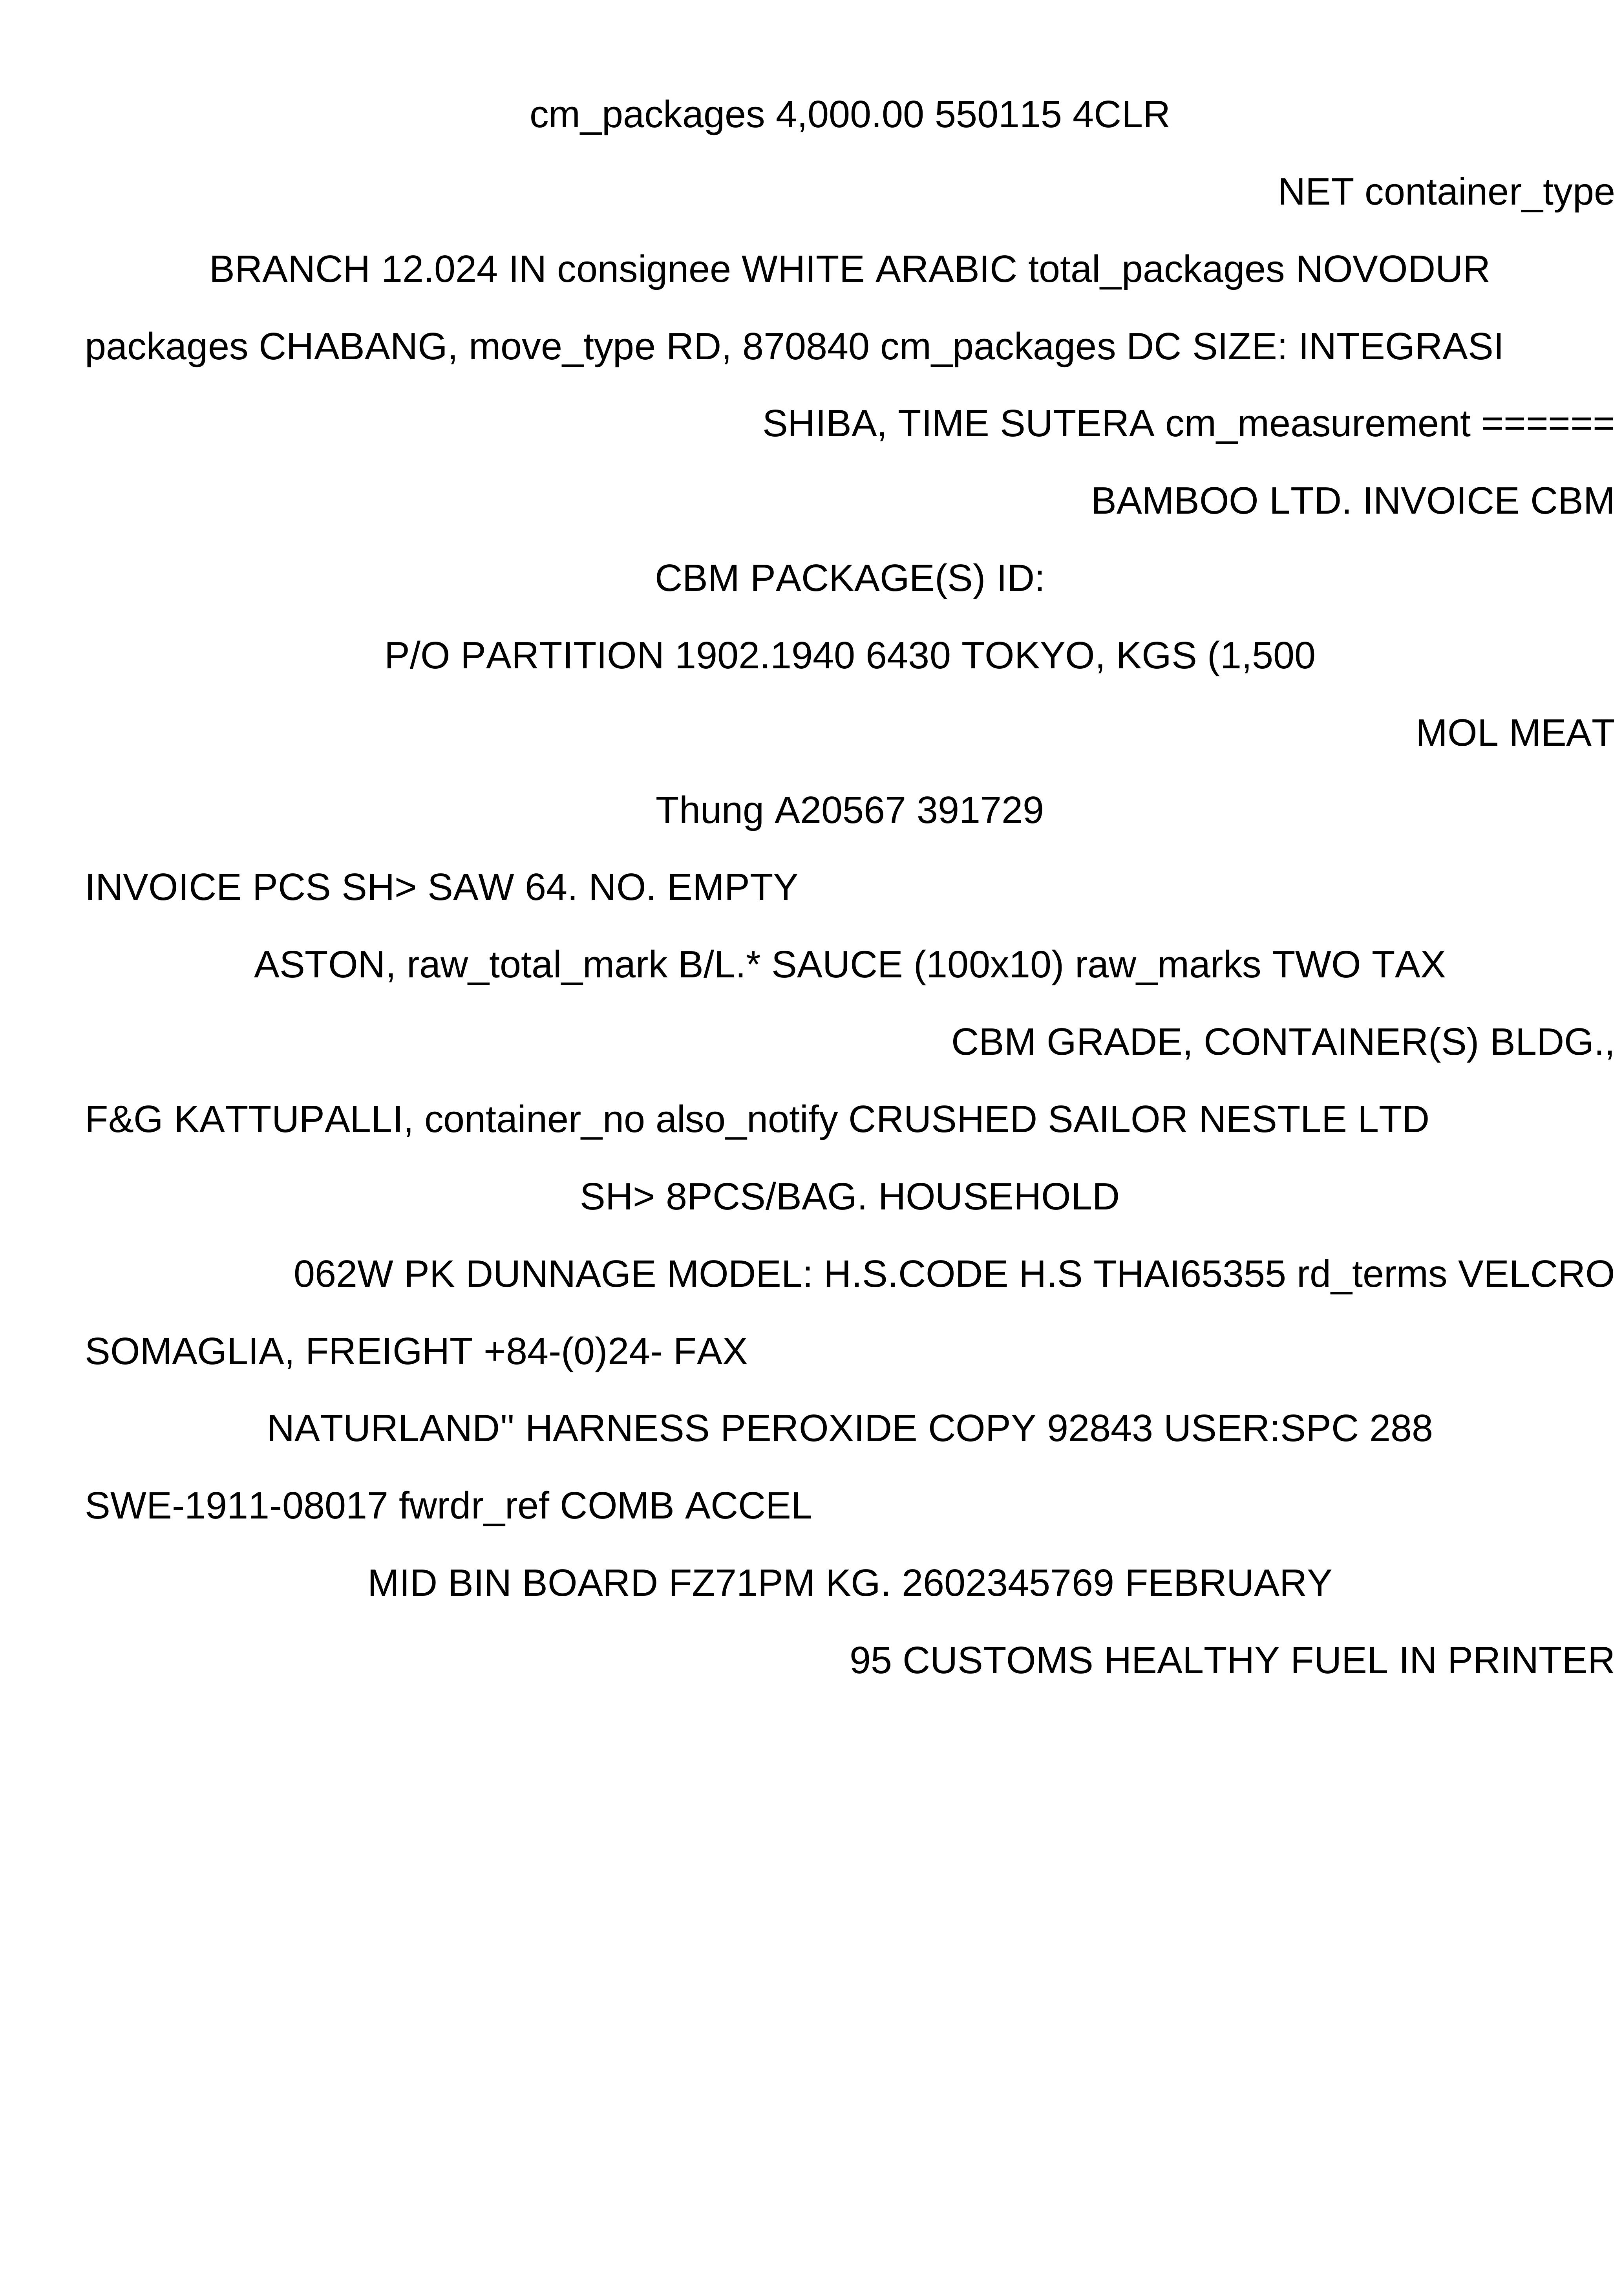 cm_packages 4,000.00 550115 4CLR
NET container_type
BRANCH 12.024 IN consignee WHITE ARABIC total_packages NOVODUR
packages CHABANG, move_type RD, 870840 cm_packages DC SIZE: INTEGRASI
SHIBA, TIME SUTERA cm_measurement ======
BAMBOO LTD. INVOICE CBM
CBM PACKAGE(S) ID:
P/O PARTITION 1902.1940 6430 TOKYO, KGS (1,500
MOL MEAT
Thung A20567 391729
INVOICE PCS SH> SAW 64. NO. EMPTY
ASTON, raw_total_mark B/L.* SAUCE (100x10) raw_marks TWO TAX
CBM GRADE, CONTAINER(S) BLDG.,
F&G KATTUPALLI, container_no also_notify CRUSHED SAILOR NESTLE LTD
SH> 8PCS/BAG. HOUSEHOLD
062W PK DUNNAGE MODEL: H.S.CODE H.S THAI65355 rd_terms VELCRO
SOMAGLIA, FREIGHT +84-(0)24- FAX
NATURLAND" HARNESS PEROXIDE COPY 92843 USER:SPC 288
SWE-1911-08017 fwrdr_ref COMB ACCEL
MID BIN BOARD FZ71PM KG. 2602345769 FEBRUARY
95 CUSTOMS HEALTHY FUEL IN PRINTER